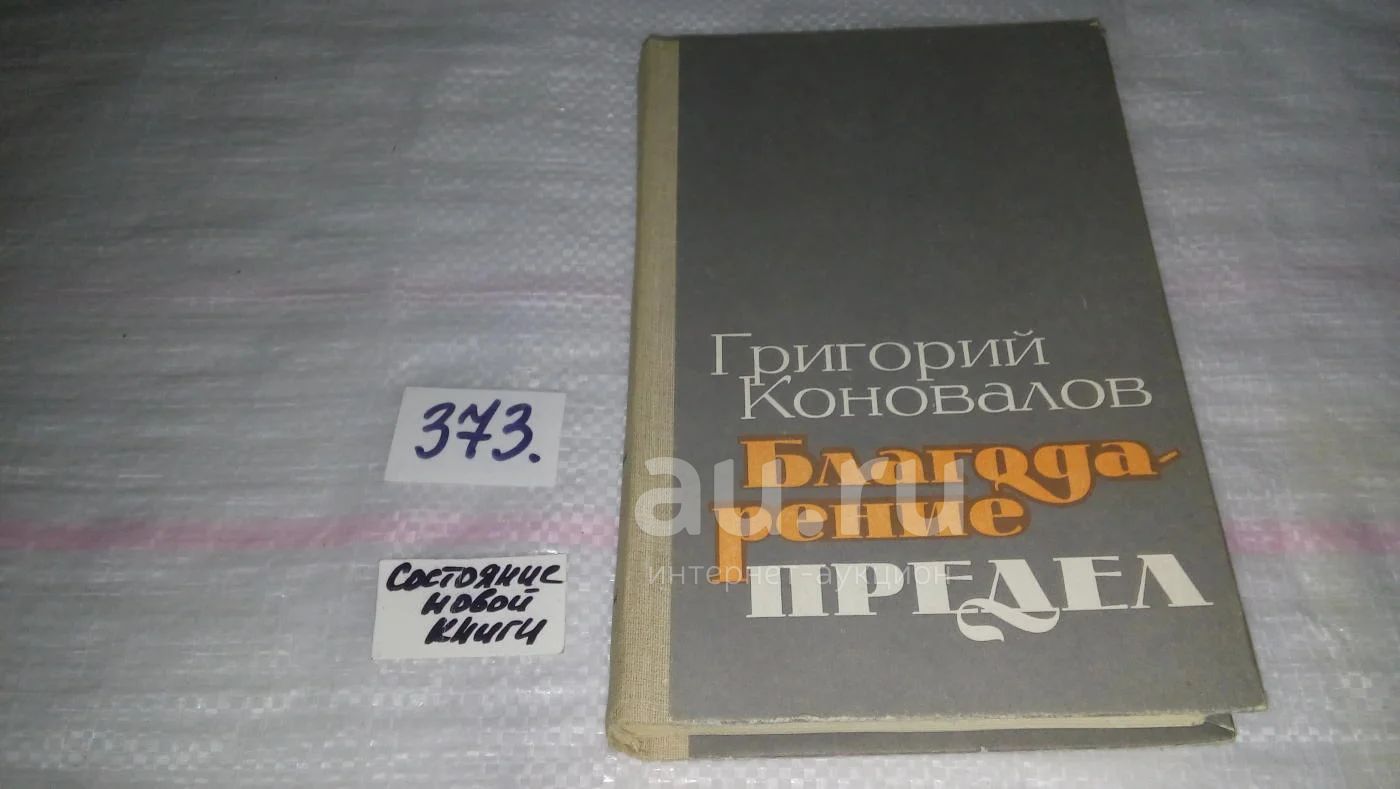 Григорий
Коновалов
Благода-
рение
ПРЕДЕЛ
373.
Состояние
новой
книги
au.ru
интернет-аукцион